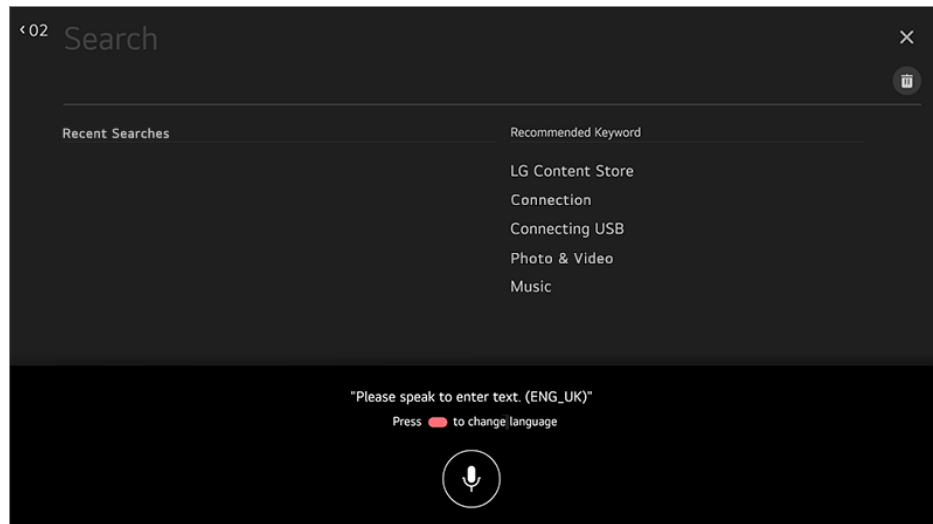 ‹ 02
Search
Recent Searches
Recommended Keyword
LG Content Store
Connection
Connecting USB
Photo & Video
Music
"Please speak to enter text. (ENG_UK)"
Press to change language